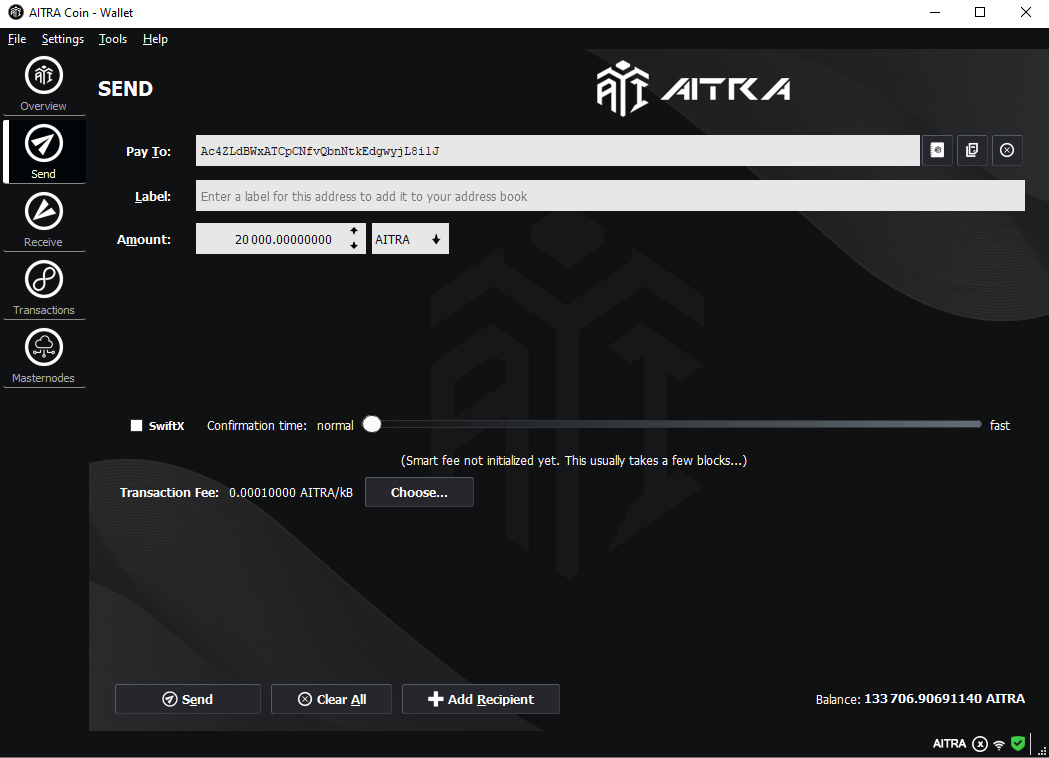 AITRA Coin - Wallet
File Settings Tools Help
Overview
Send
Receive
Transactions
Masternodes
SEND
AITRA
Pay To: Ac4ZLdBWxATCpCNfvQbnNtkEdgwyjL8i1J
Label: Enter a label for this address to add it to your address book
Amount: 20 000.00000000 AITRA
SwiftX Confirmation time: normal fast
(Smart fee not initialized yet. This usually takes a few blocks...)
Transaction Fee: 0.00010000 AITRA/kB Choose...
Send Clear All Add Recipient Balance: 133 706.90691140 AITRA
AITRA